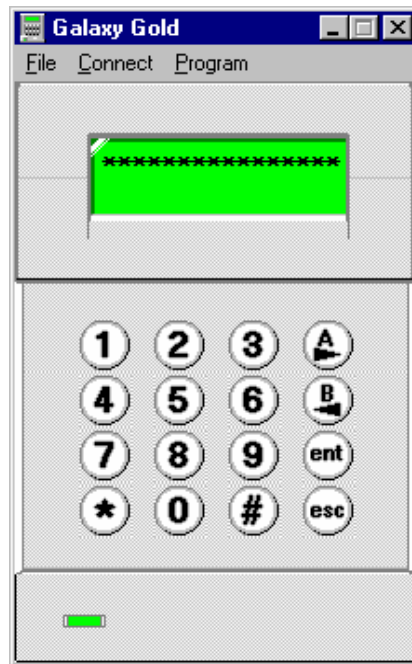 Galaxy Gold
File Connect Program
****************
1 2 3 A
4 5 6 B
7 8 9 ent
* 0 # esc